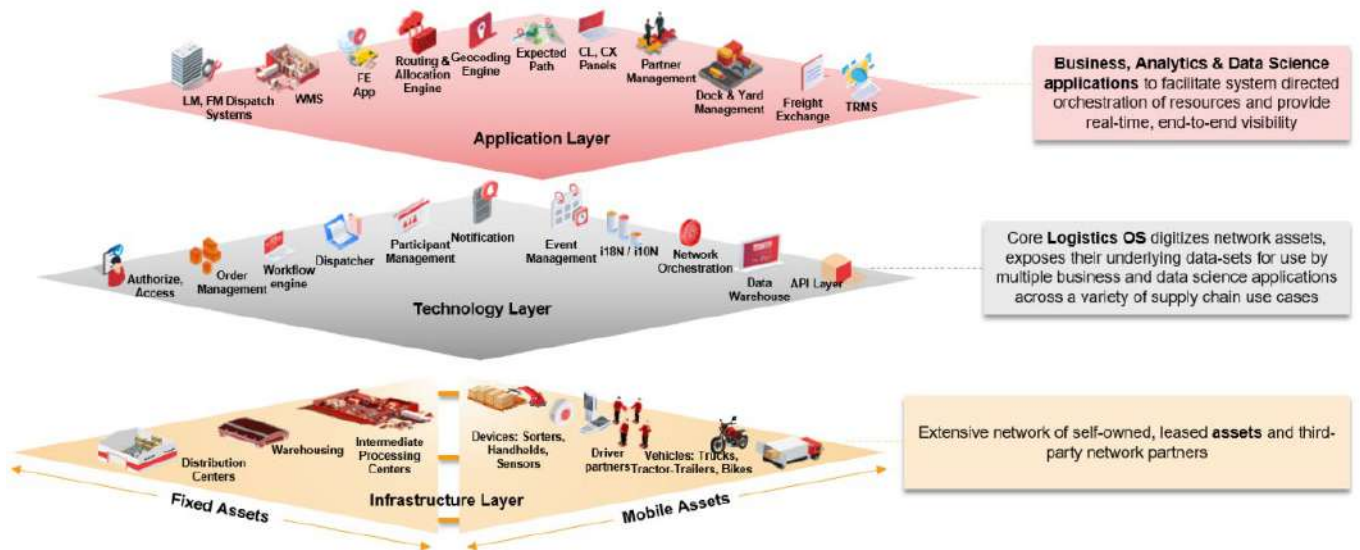 LM, FM Dispatch
Systems
WMS
FE
App
Routing &
Allocation
Engine
Geocoding
Engine
Expected
Path
CL, CX
Panels
Partner
Management
Dock & Yard
Management
Freight
Exchange
TRMS
Application Layer
Business, Analytics & Data Science
applications to facilitate system directed
orchestration of resources and provide
real-time, end-to-end visibility
Authorize,
Access
Order
Management
Workflow
engine
Dispatcher
Participant
Management
Notification
Event
Management
i18N / i10N
Network
Orchestration
Data
Warehouse
API Layer
Technology Layer
Core Logistics OS digitizes network assets,
exposes their underlying data-sets for use by
multiple business and data science applications
across a variety of supply chain use cases
Distribution
Centers
Warehousing
Intermediate
Processing
Centers
Devices: Sorters,
Handhelds,
Sensors
Driver
partners
Vehicles: Trucks,
Tractor-Trailers, Bikes
Infrastructure Layer
Fixed Assets
Mobile Assets
Extensive network of self-owned, leased assets and third-
party network partners